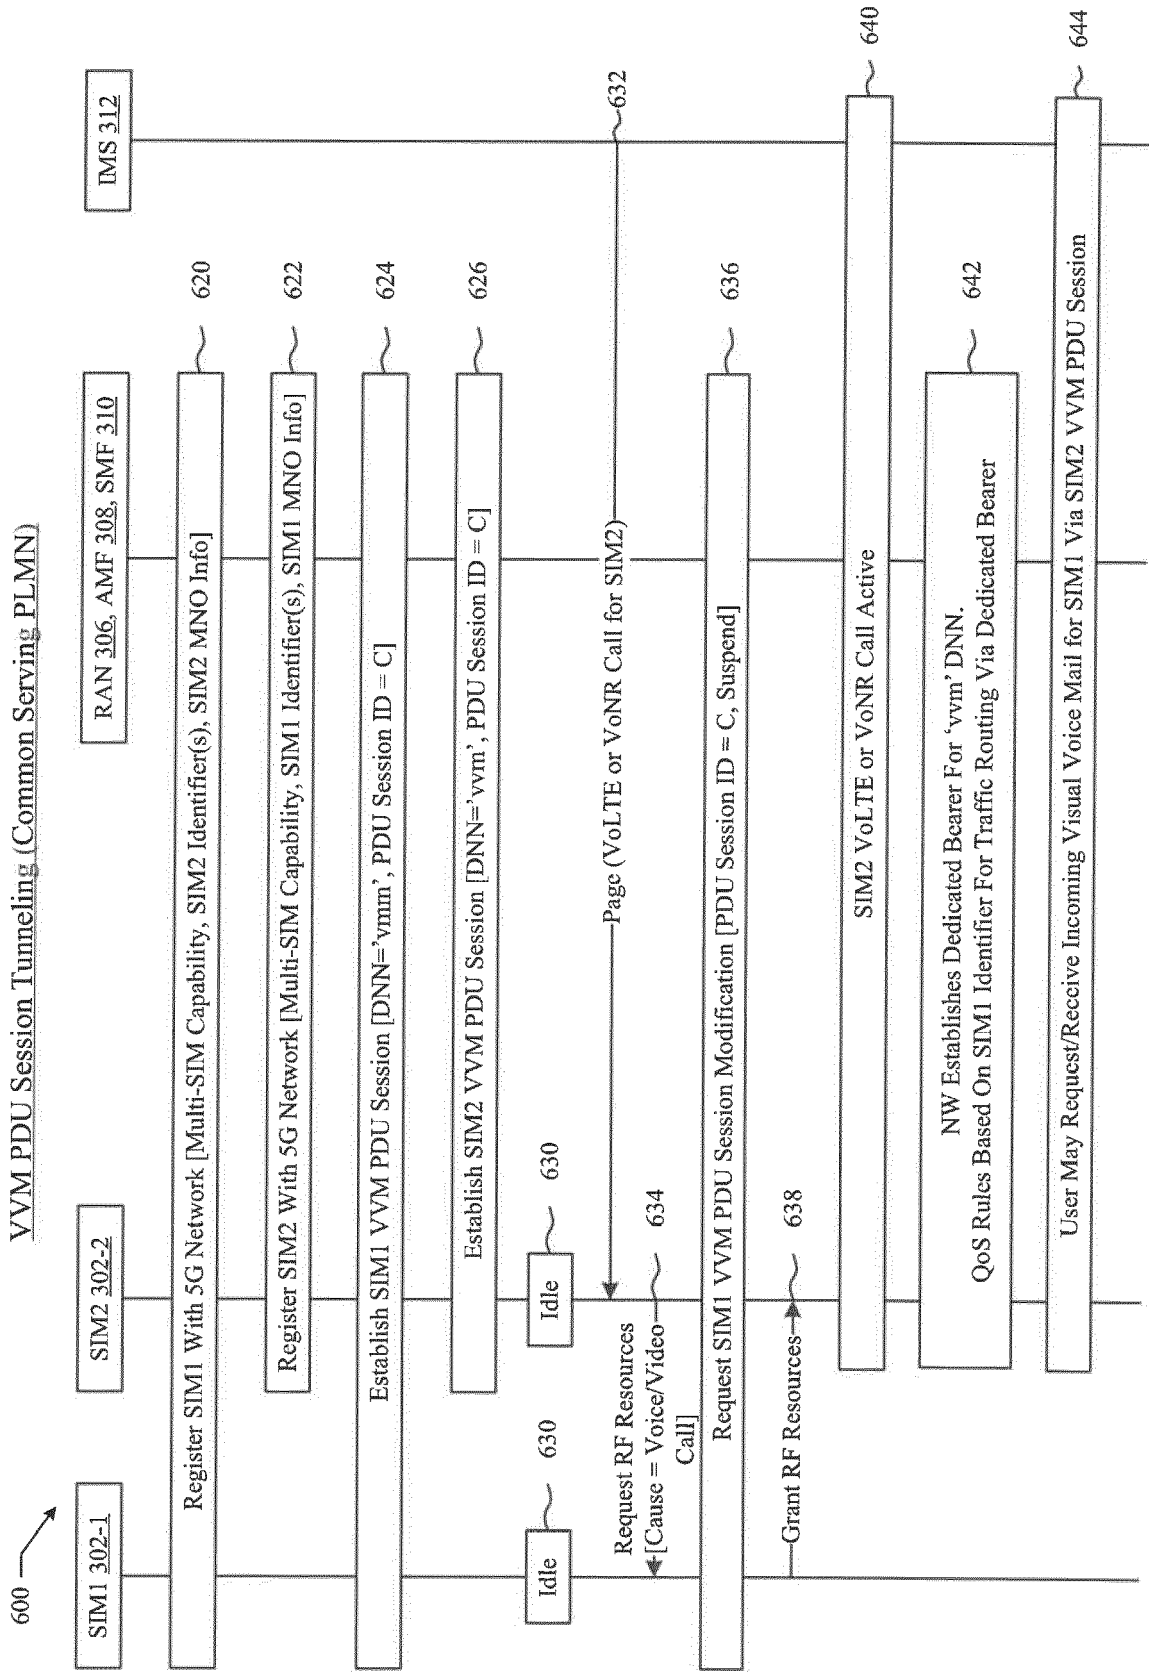 VVM PDU Session Tunneling (Common Serving PLMN)
600
SIM1 302-1
SIM2 302-2
RAN 306, AMF 308, SMF 310
IMS 312
Register SIM1 With 5G Network [Multi-SIM Capability, SIM2 Identifier(s), SIM2 MNO Info]
620
Register SIM2 With 5G Network [Multi-SIM Capability, SIM1 Identifier(s), SIM1 MNO Info]
622
Establish SIM1 VVM PDU Session [DNN='vmm', PDU Session ID = C]
624
Establish SIM2 VVM PDU Session [DNN='vvm', PDU Session ID = C]
626
Idle
630
Idle
630
Page (VoLTE or VoNR Call for SIM2)
632
Request RF Resources
[Cause = Voice/Video
Call]
634
Request SIM1 VVM PDU Session Modification [PDU Session ID = C, Suspend]
636
Grant RF Resources
638
SIM2 VoLTE or VoNR Call Active
640
NW Establishes Dedicated Bearer For 'vvm' DNN.
QoS Rules Based On SIM1 Identifier For Traffic Routing Via Dedicated Bearer
642
User May Request/Receive Incoming Visual Voice Mail for SIM1 Via SIM2 VVM PDU Session
644